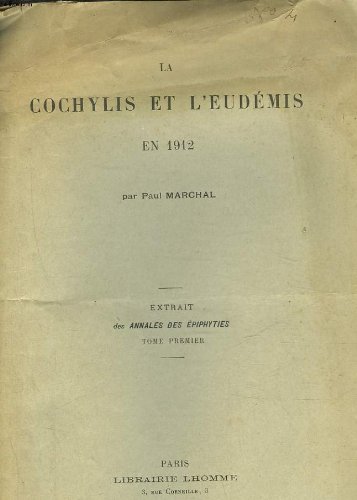 LA
COCHYLIS ET L'EUDÉMIS
EN 1912
par Paul MARCHAL
EXTRAIT
des ANNALES DES ÉPIPHYTIES
TOME PREMIER
PARIS
LIBRAIRIE LHOMME
3, RUE CORNEILLE, 3